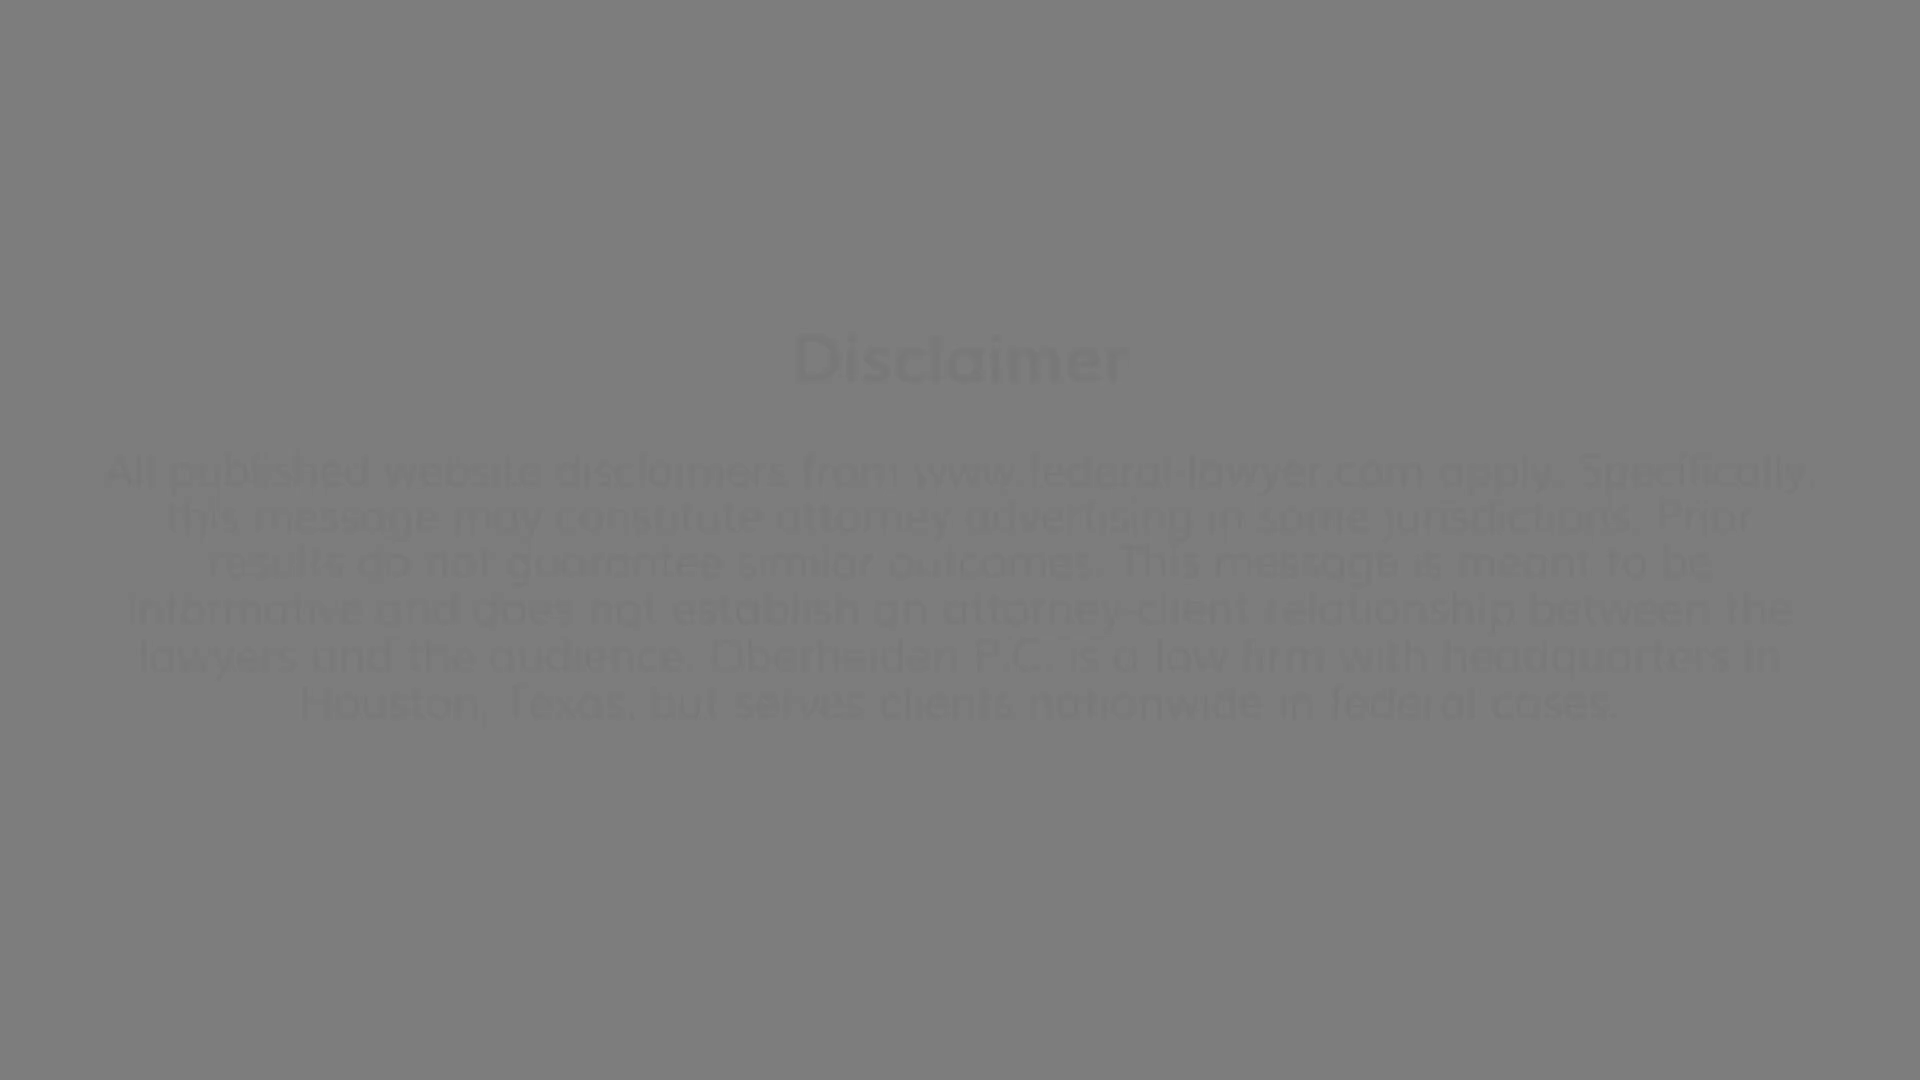 Disclaimer
All published website disclaimers from www.federal-lawyer.com apply. Specifically,
this message may constitute attorney advertising in some jurisdictions. Prior
results do not guarantee similar outcomes. This message is meant to be
informative and does not establish an attorney-client relationship between the
lawyers and the audience. Oberheiden P.C. is a law firm with headquarters in
Houston, Texas, but serves clients nationwide in federal cases.